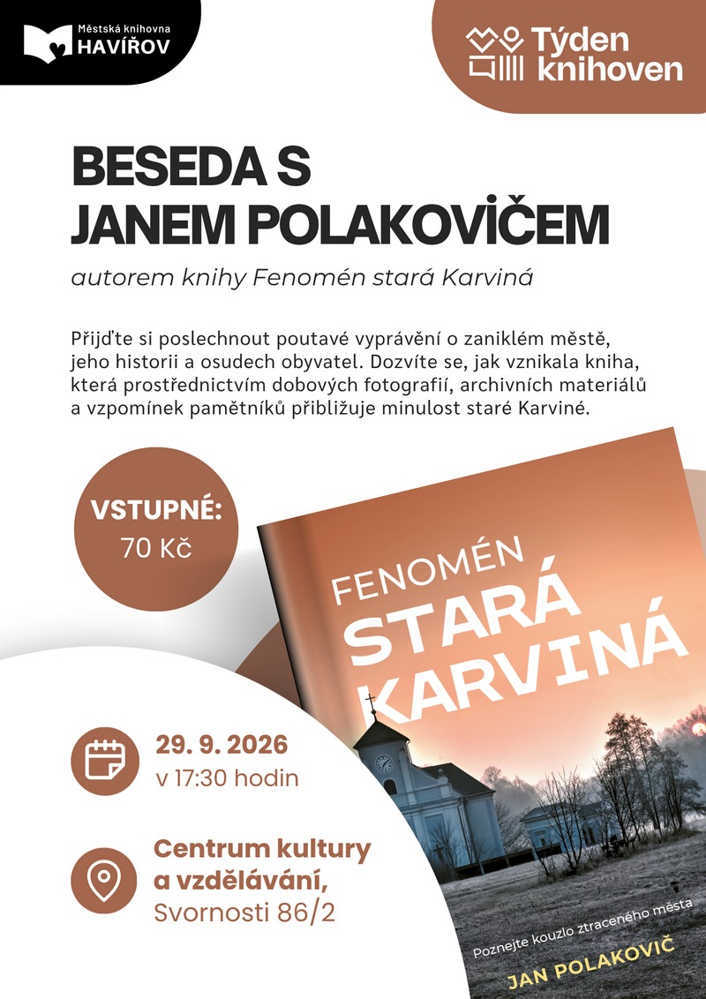 Městská knihovna
HAVÍŘOV
Týden
knihoven
BESEDA S
JANEM POLAKOVIČEM
autorem knihy Fenomén stará Karviná
Přijďte si poslechnout poutavé vyprávění o zaniklém městě,
jeho historii a osudech obyvatel. Dozvíte se, jak vznikala kniha,
která prostřednictvím dobových fotografií, archivních materiálů
a vzpomínek pamětníků přibližuje minulost staré Karviné.
VSTUPNÉ:
70 Kč
FENOMÉN
STARÁ
KARVINÁ
29. 9. 2026
v 17:30 hodin
Centrum kultury
a vzdělávání,
Svornosti 86/2
Poznejte kouzlo ztraceného města
JAN POLAKOVIČ